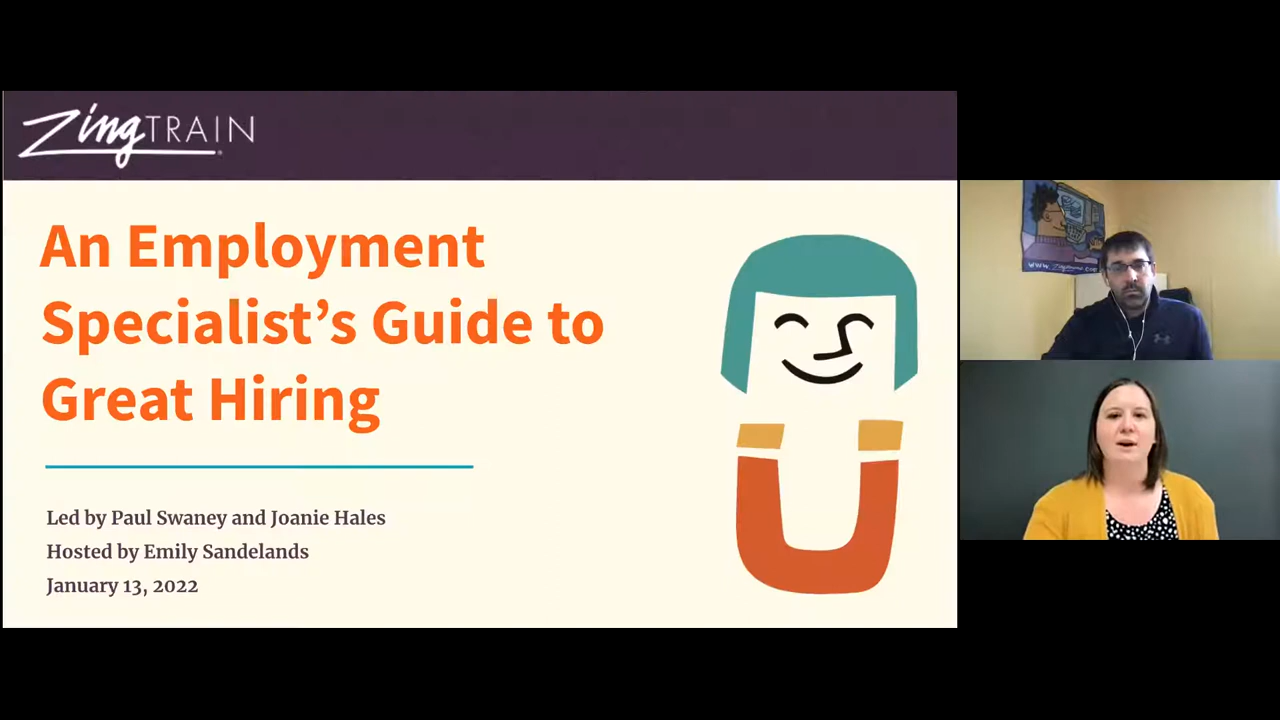 ZingTRAIN
An Employment
Specialist’s Guide to
Great Hiring
Led by Paul Swaney and Joanie Hales
Hosted by Emily Sandelands
January 13, 2022